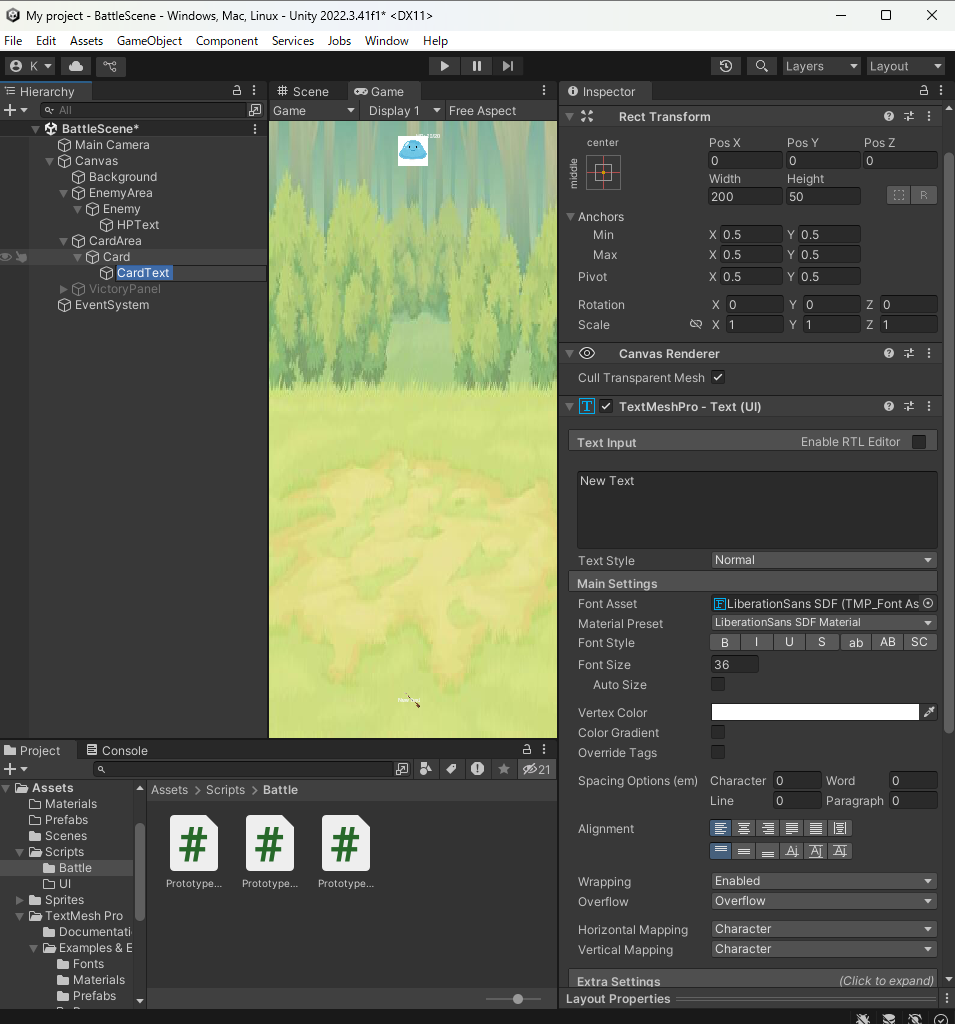 My project - BattleScene - Windows, Mac, Linux - Unity 2022.3.41f1* <DX11>
File Edit Assets GameObject Component Services Jobs Window Help
K Layers Layout
Hierarchy
All
BattleScene*
Main Camera
Canvas
Background
EnemyArea
Enemy
HPText
CardArea
Card
CardText
VictoryPanel
EventSystem
Scene Game
Game Display 1 Free Aspect
Inspector
Rect Transform
center
middle
Pos X Pos Y Pos Z
0 0 0
Width Height
200 50
R
Anchors
Min X 0.5 Y 0.5
Max X 0.5 Y 0.5
Pivot X 0.5 Y 0.5
Rotation X 0 Y 0 Z 0
Scale X 1 Y 1 Z 1
Canvas Renderer
Cull Transparent Mesh
TextMeshPro - Text (UI)
Text Input Enable RTL Editor
New Text
Text Style Normal
Main Settings
Font Asset LiberationSans SDF (TMP_Font As
Material Preset LiberationSans SDF Material
Font Style B I U S ab AB SC
Font Size 36
Auto Size
Vertex Color
Color Gradient
Override Tags
Spacing Options (em) Character 0 Word 0
Line 0 Paragraph 0
Alignment
Wrapping Enabled
Overflow Overflow
Horizontal Mapping Character
Vertical Mapping Character
Extra Settings (Click to expand)
Layout Properties
Project Console
21
Assets
Materials
Prefabs
Scenes
Scripts
Battle
UI
Sprites
TextMesh Pro
Documentati
Examples & E
Fonts
Materials
Prefabs
Assets > Scripts > Battle
Prototype... Prototype... Prototype...